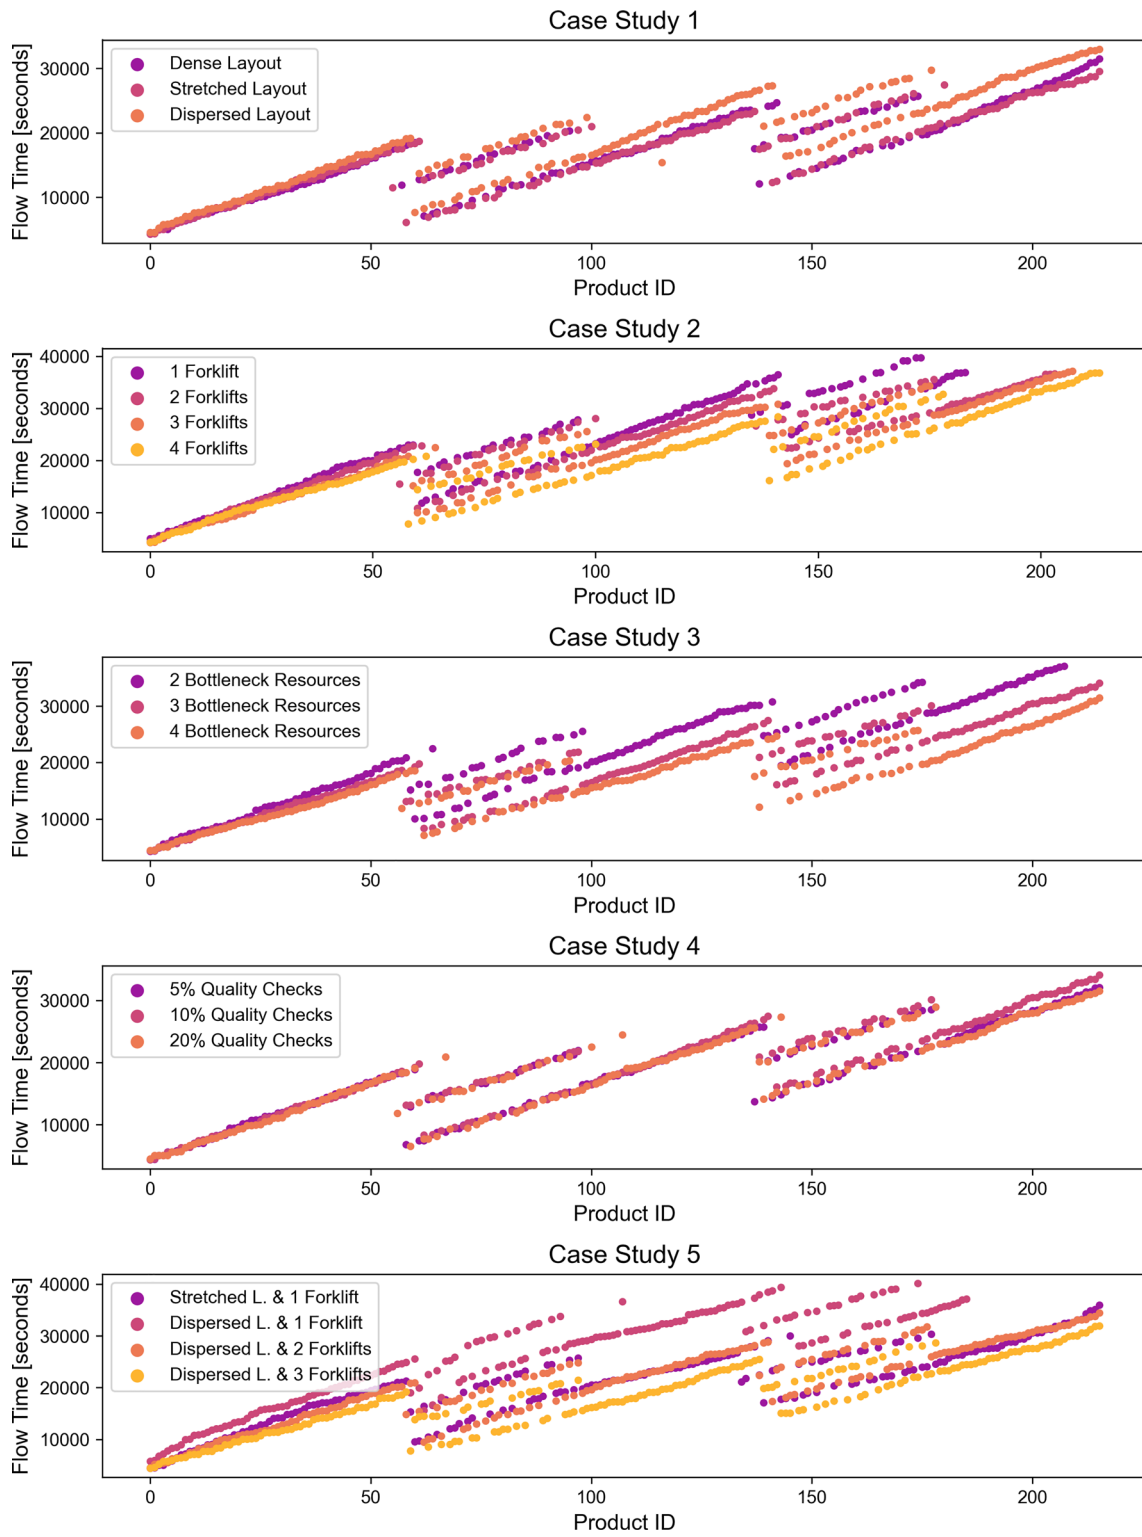 Case Study 1
Flow Time [seconds]
30000
20000
10000
Dense Layout
Stretched Layout
Dispersed Layout
0 50 100 150 200
Product ID
Case Study 2
Flow Time [seconds]
40000
30000
20000
10000
1 Forklift
2 Forklifts
3 Forklifts
4 Forklifts
0 50 100 150 200
Product ID
Case Study 3
Flow Time [seconds]
30000
20000
10000
2 Bottleneck Resources
3 Bottleneck Resources
4 Bottleneck Resources
0 50 100 150 200
Product ID
Case Study 4
Flow Time [seconds]
30000
20000
10000
5% Quality Checks
10% Quality Checks
20% Quality Checks
0 50 100 150 200
Product ID
Case Study 5
Flow Time [seconds]
40000
30000
20000
10000
Stretched L. & 1 Forklift
Dispersed L. & 1 Forklift
Dispersed L. & 2 Forklifts
Dispersed L. & 3 Forklifts
0 50 100 150 200
Product ID